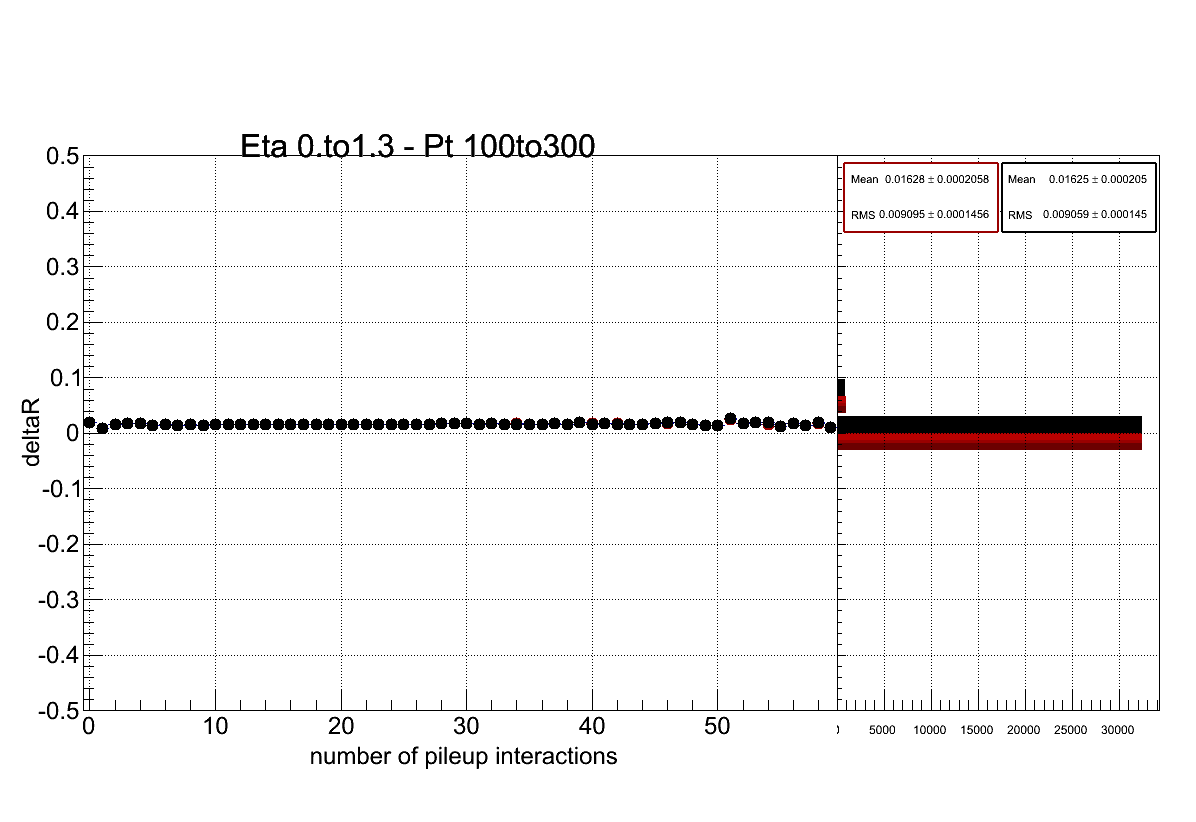 Eta 0.to1.3 - Pt 100to300
0.5
0.4
0.3
0.2
0.1
0
-0.1
-0.2
-0.3
-0.4
-0.5
deltaR
0 10 20 30 40 50
number of pileup interactions
Mean 0.01628 ± 0.0002058
RMS 0.009095 ± 0.0001456
Mean 0.01625 ± 0.000205
RMS 0.009059 ± 0.000145
5000 10000 15000 20000 25000 30000